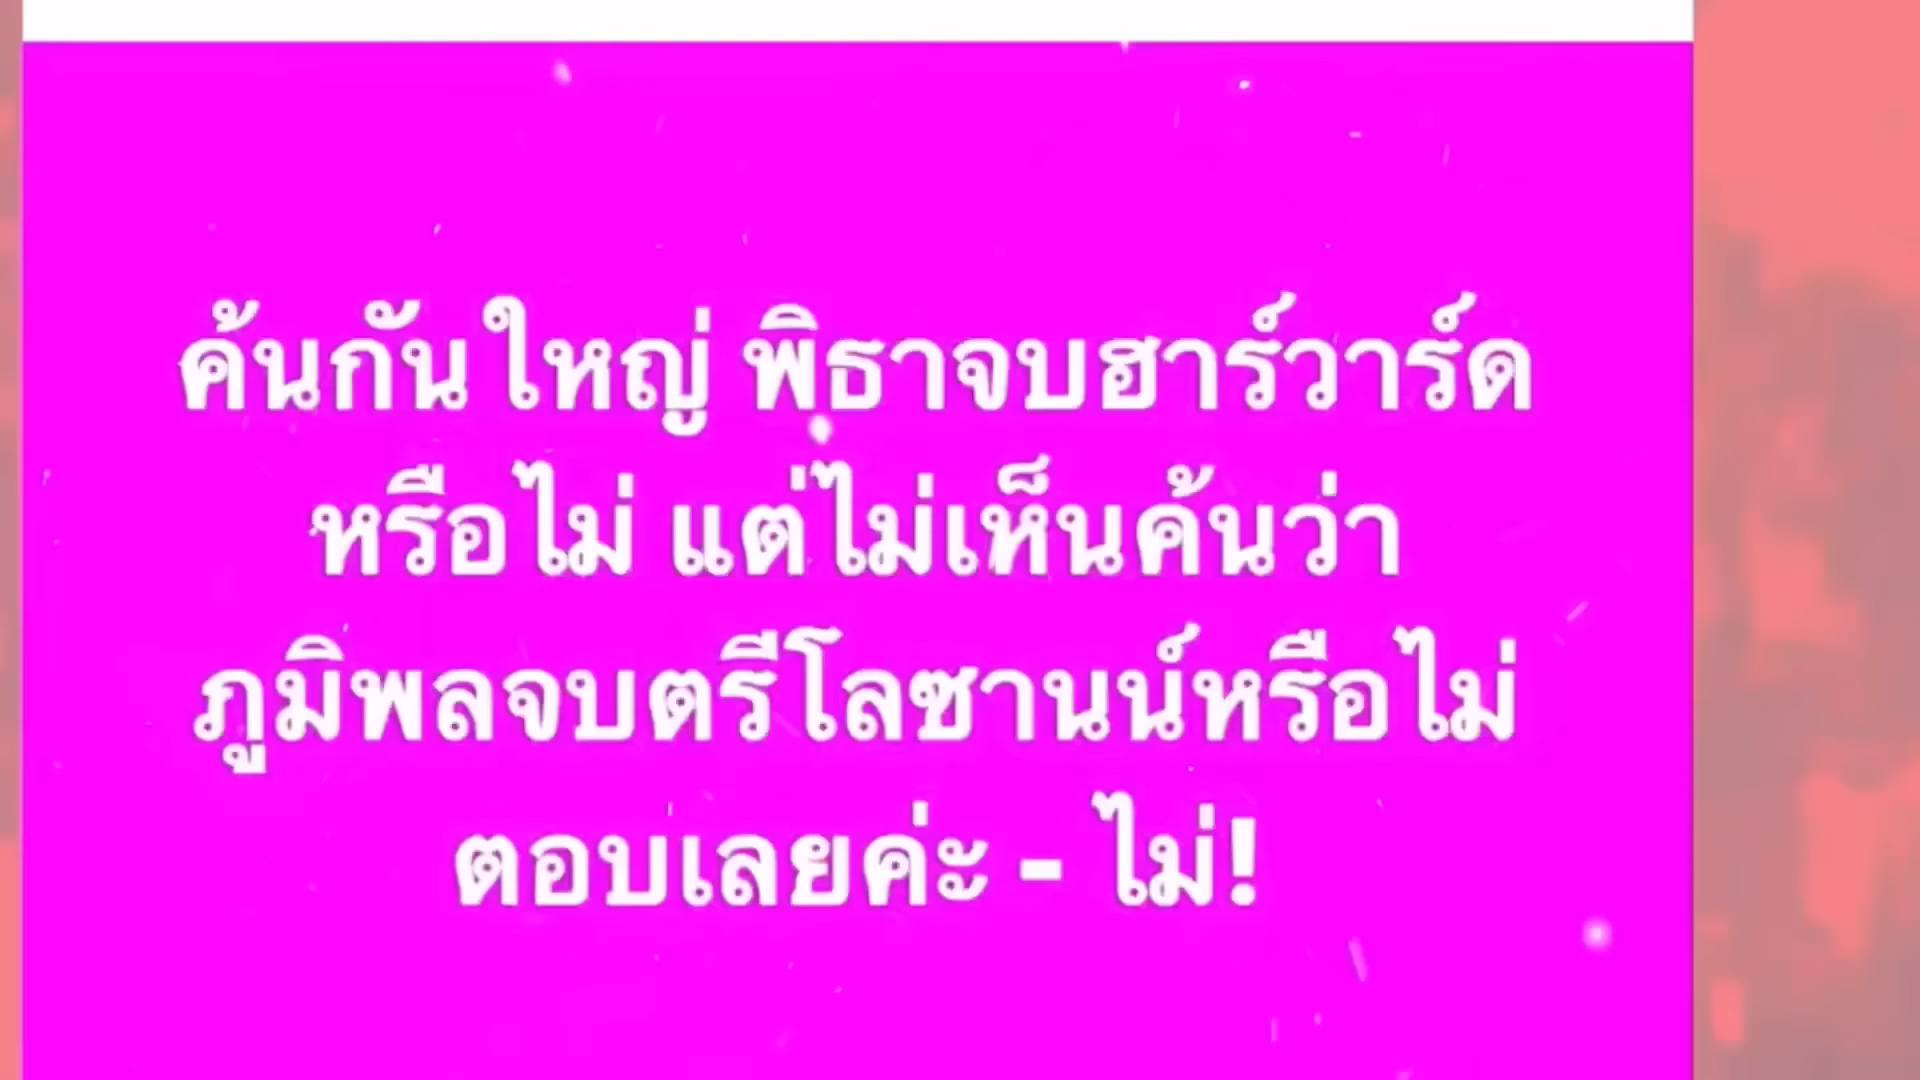 ค้นกันใหญ่ พิธาจบฮาร์วาร์ด
หรือไม่ แต่ไม่เห็นค้นว่า
ภูมิพลจบตรีโลซานน์หรือไม่
ตอบเลยค่ะ - ไม่!